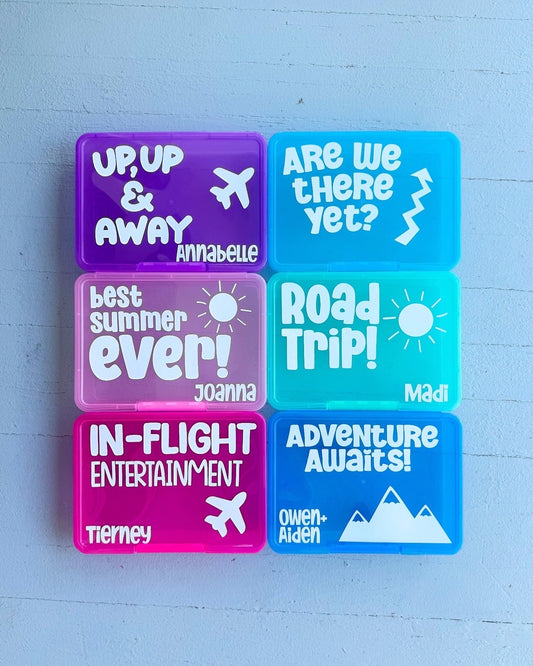 UP, UP
&
AWAY
Annabelle
ARE WE
THERE
YET?
best
summer
ever!
Joanna
ROAD
TRIP!
Madi
IN-FLIGHT
ENTERTAINMENT
Tierney
ADVENTURE
AWAITS!
Owen+
Aiden